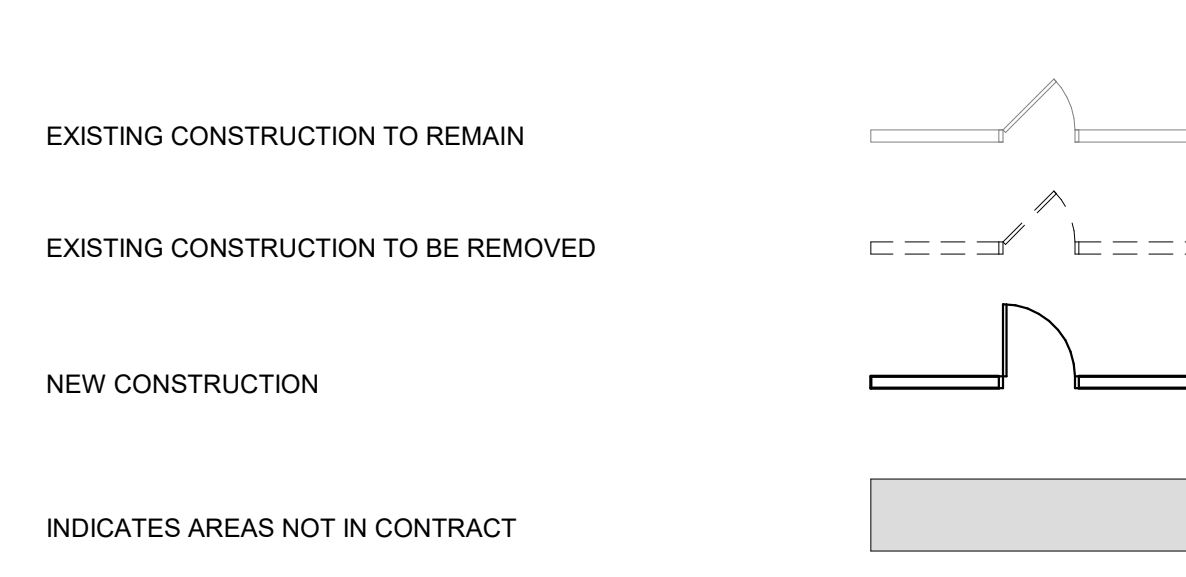 EXISTING CONSTRUCTION TO REMAIN
EXISTING CONSTRUCTION TO BE REMOVED
NEW CONSTRUCTION
INDICATES AREAS NOT IN CONTRACT